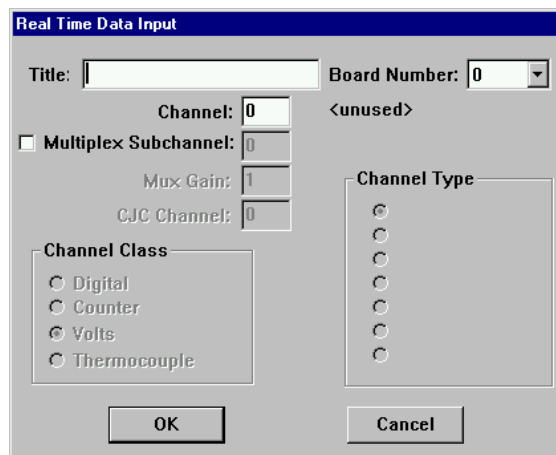 Real Time Data Input
Title: Board Number: 0
Channel: 0 <unused>
Multiplex Subchannel: 0
Mux Gain: 1
CJC Channel: 0
Channel Type
Channel Class
Digital
Counter
Volts
Thermocouple
OK Cancel